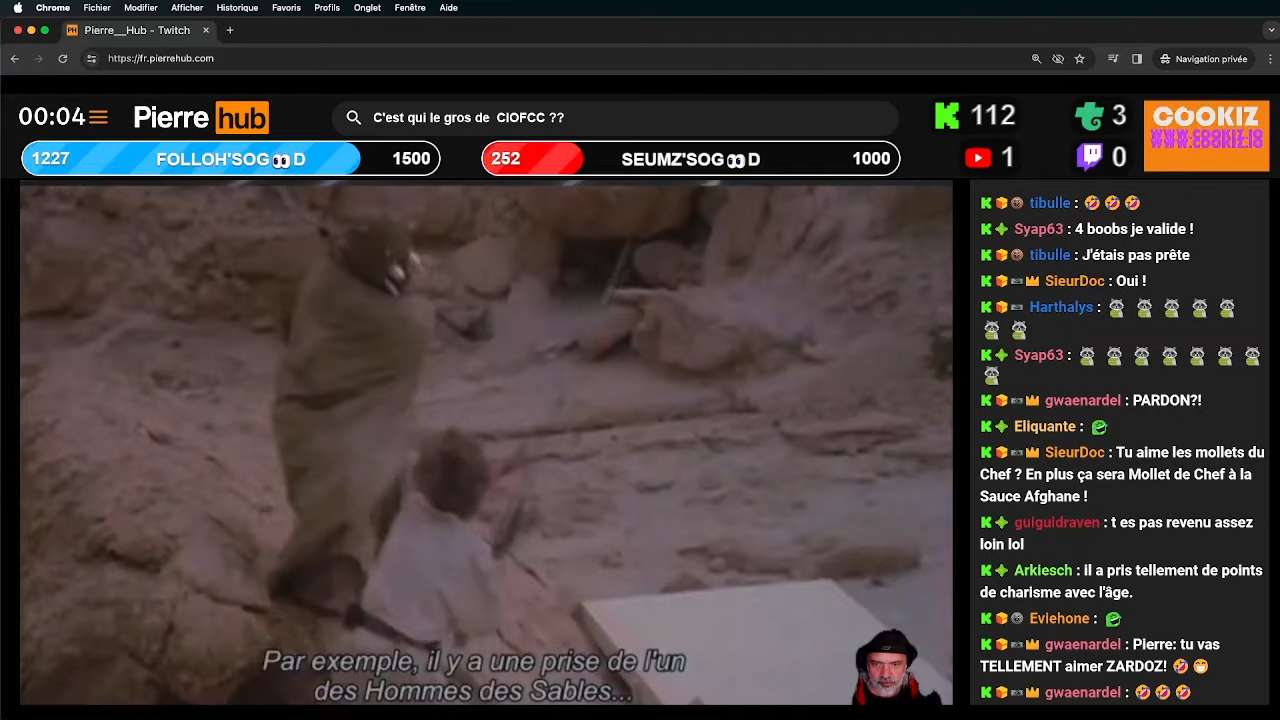 Chrome Fichier Modifier Afficher Historique Favoris Profils Onglet Fenêtre Aide
PH Pierre__Hub - Twitch
https://fr.pierrehub.com
Navigation privée
00:04
Pierre hub
C'est qui le gros de CIOFCC ??
112
3
1
0
COOKIZ
WWW.COOKIZ.IO
1227 FOLLOH'SOG👀D 1500
252 SEUMZ'SOG👀D 1000
tibulle : 🤣 🤣 🤣
Syap63 : 4 boobs je valide !
tibulle : J'étais pas prête
SieurDoc : Oui !
Harthalys : 🦝 🦝 🦝 🦝 🦝
🦝 🦝
Syap63 : 🦝 🦝 🦝 🦝 🦝 🦝 🦝
🦝
gwaenardel : PARDON?!
Eliquante :
SieurDoc : Tu aime les mollets du
Chef ? En plus ça sera Mollet de Chef à la
Sauce Afghane !
guiguidraven : t es pas revenu assez
loin lol
Arkiesch : il a pris tellement de points
de charisme avec l'âge.
Eviehone :
gwaenardel : Pierre: tu vas
TELLEMENT aimer ZARDOZ! 🤣 😁
gwaenardel : 🤣 🤣 🤣
Par exemple, il y a une prise de l'un
des Hommes des Sables...